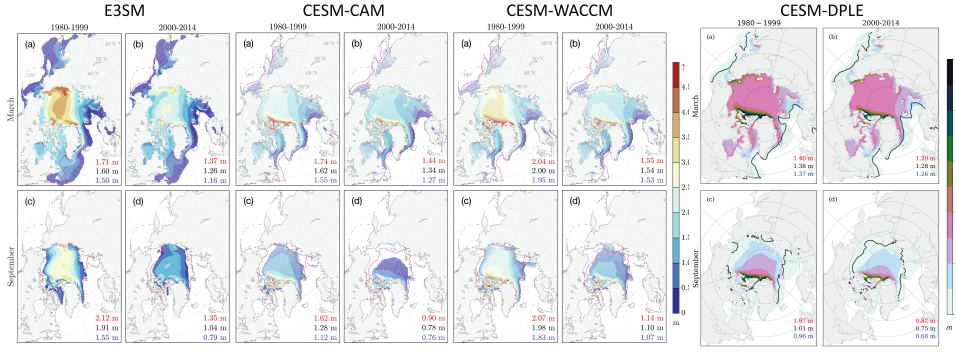 E3SM CESM-CAM CESM-WACCM CESM-DPLE
1980-1999 2000-2014 1980-1999 2000-2014 1980-1999 2000-2014 1980 − 1999 2000-2014
(a) (b) (a) (b) (a) (b) (a) (b)
March
March
1.71 m 1.37 m 1.74 m 1.44 m 2.04 m 1.55 m 1.40 m 1.29 m
1.60 m 1.26 m 1.62 m 1.34 m 2.00 m 1.54 m 1.38 m 1.28 m
1.50 m 1.16 m 1.55 m 1.27 m 1.95 m 1.53 m 1.37 m 1.26 m
(c) (d) (c) (d) (c) (d) (c) (d)
September
September
2.12 m 1.35 m 1.62 m 0.90 m 2.07 m 1.14 m 1.07 m 0.82 m
1.91 m 1.04 m 1.28 m 0.78 m 1.98 m 1.10 m 1.01 m 0.75 m
1.55 m 0.79 m 1.12 m 0.76 m 1.83 m 1.07 m 0.96 m 0.68 m
0
m
m